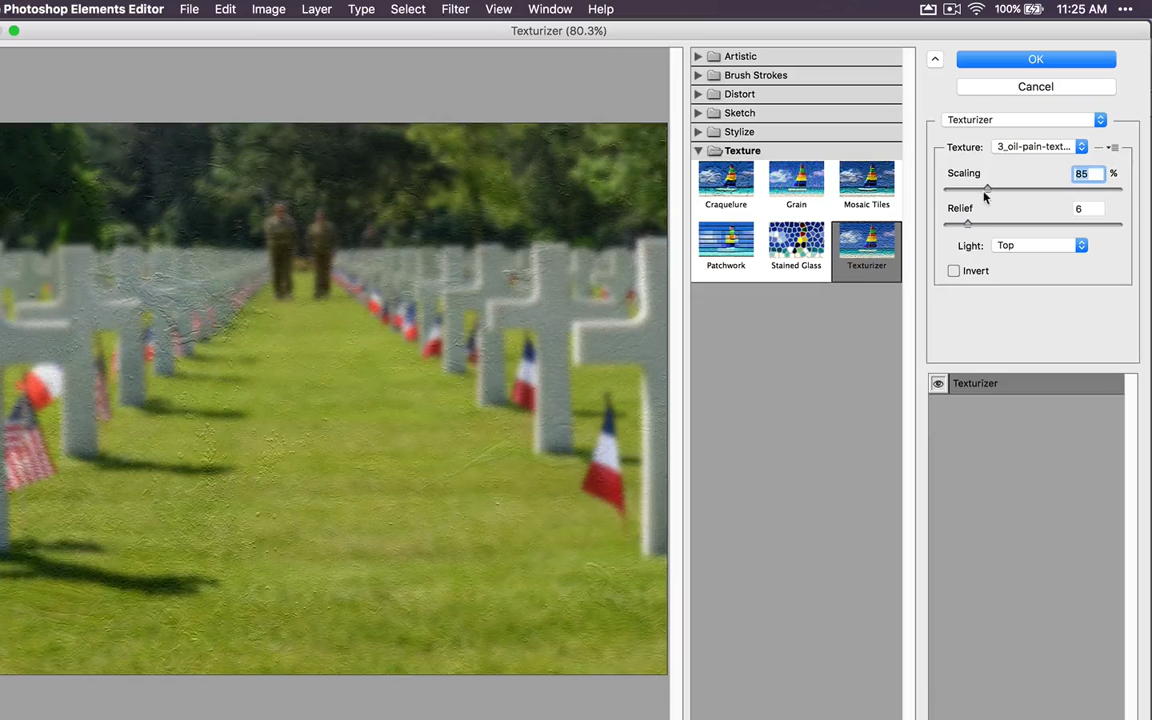 Photoshop Elements Editor File Edit Image Layer Type Select Filter View Window Help 100% 11:25 AM
Texturizer (80.3%)
Artistic
Brush Strokes
Distort
Sketch
Stylize
Texture
Craquelure Grain Mosaic Tiles
Patchwork Stained Glass Texturizer
OK
Cancel
Texturizer
Texture: 3_oil-pain-text...
Scaling 85 %
Relief 6
Light: Top
Invert
Texturizer